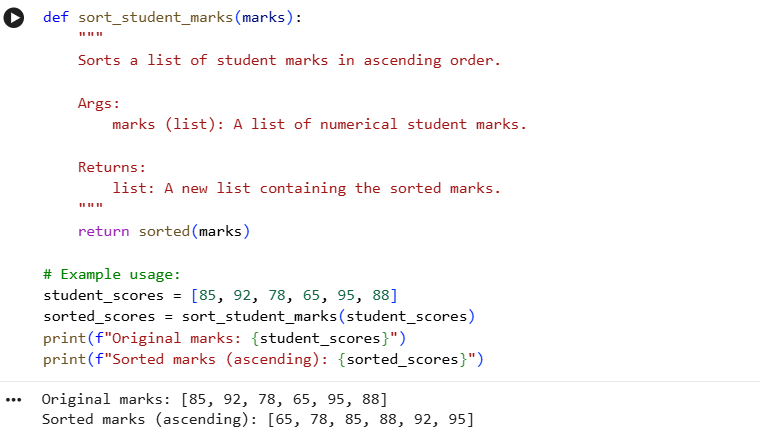 def sort_student_marks(marks):
    """
    Sorts a list of student marks in ascending order.

    Args:
        marks (list): A list of numerical student marks.

    Returns:
        list: A new list containing the sorted marks.
    """
    return sorted(marks)

# Example usage:
student_scores = [85, 92, 78, 65, 95, 88]
sorted_scores = sort_student_marks(student_scores)
print(f"Original marks: {student_scores}")
print(f"Sorted marks (ascending): {sorted_scores}")
Original marks: [85, 92, 78, 65, 95, 88]
Sorted marks (ascending): [65, 78, 85, 88, 92, 95]